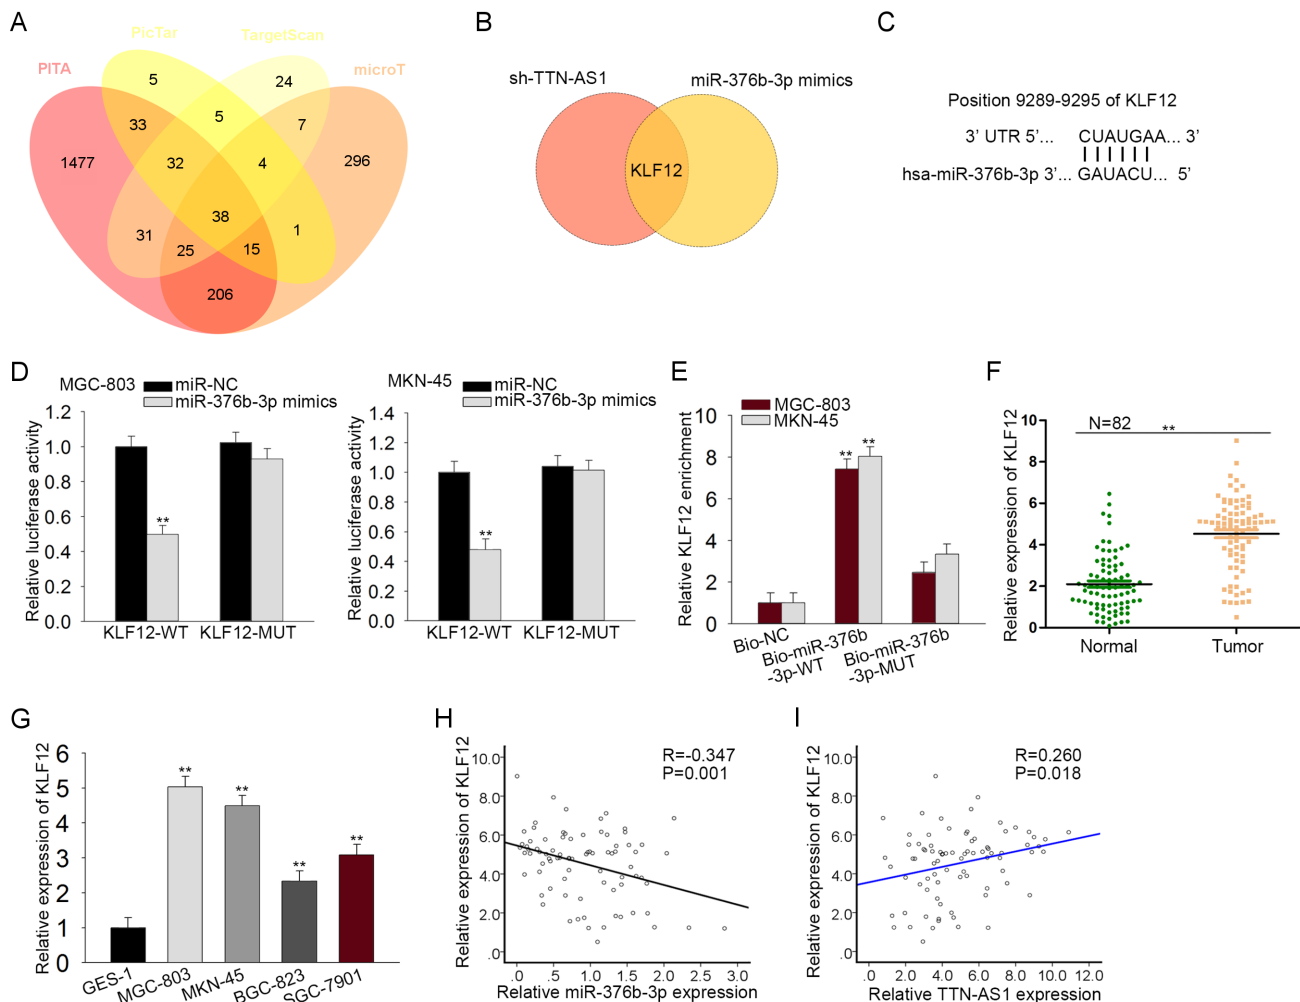 A
PITA
PicTar
TargetScan
microT
5
24
33
5
7
1477
32
4
296
38
31
25
15
1
206
B
sh-TTN-AS1
miR-376b-3p mimics
KLF12
C
Position 9289-9295 of KLF12
3’ UTR 5’... CUAUGAA... 3’
hsa-miR-376b-3p 3’... GAUACU... 5’
D
MGC-803
miR-NC
miR-376b-3p mimics
Relative luciferase activity
1.2
1.0
0.8
0.6
0.4
0.2
0.0
**
KLF12-WT
KLF12-MUT
MKN-45
miR-NC
miR-376b-3p mimics
Relative luciferase activity
1.4
1.2
1.0
0.8
0.6
0.4
0.2
0.0
**
KLF12-WT
KLF12-MUT
E
MGC-803
MKN-45
Relative KLF12 enrichment
10
8
6
4
2
0
**
**
Bio-NC
Bio-miR-376b
-3p-WT
Bio-miR-376b
-3p-MUT
F
N=82
**
Relative expression of KLF12
10
8
6
4
2
0
Normal
Tumor
G
Relative expression of KLF12
6
5
4
3
2
1
0
**
**
**
**
GES-1
MGC-803
MKN-45
BGC-823
SGC-7901
H
R=-0.347
P=0.001
Relative expression of KLF12
10.0
8.0
6.0
4.0
2.0
.0
.0
.5
1.0
1.5
2.0
2.5
3.0
Relative miR-376b-3p expression
I
R=0.260
P=0.018
Relative expression of KLF12
10.0
8.0
6.0
4.0
2.0
.0
.0
2.0
4.0
6.0
8.0
10.0
12.0
Relative TTN-AS1 expression